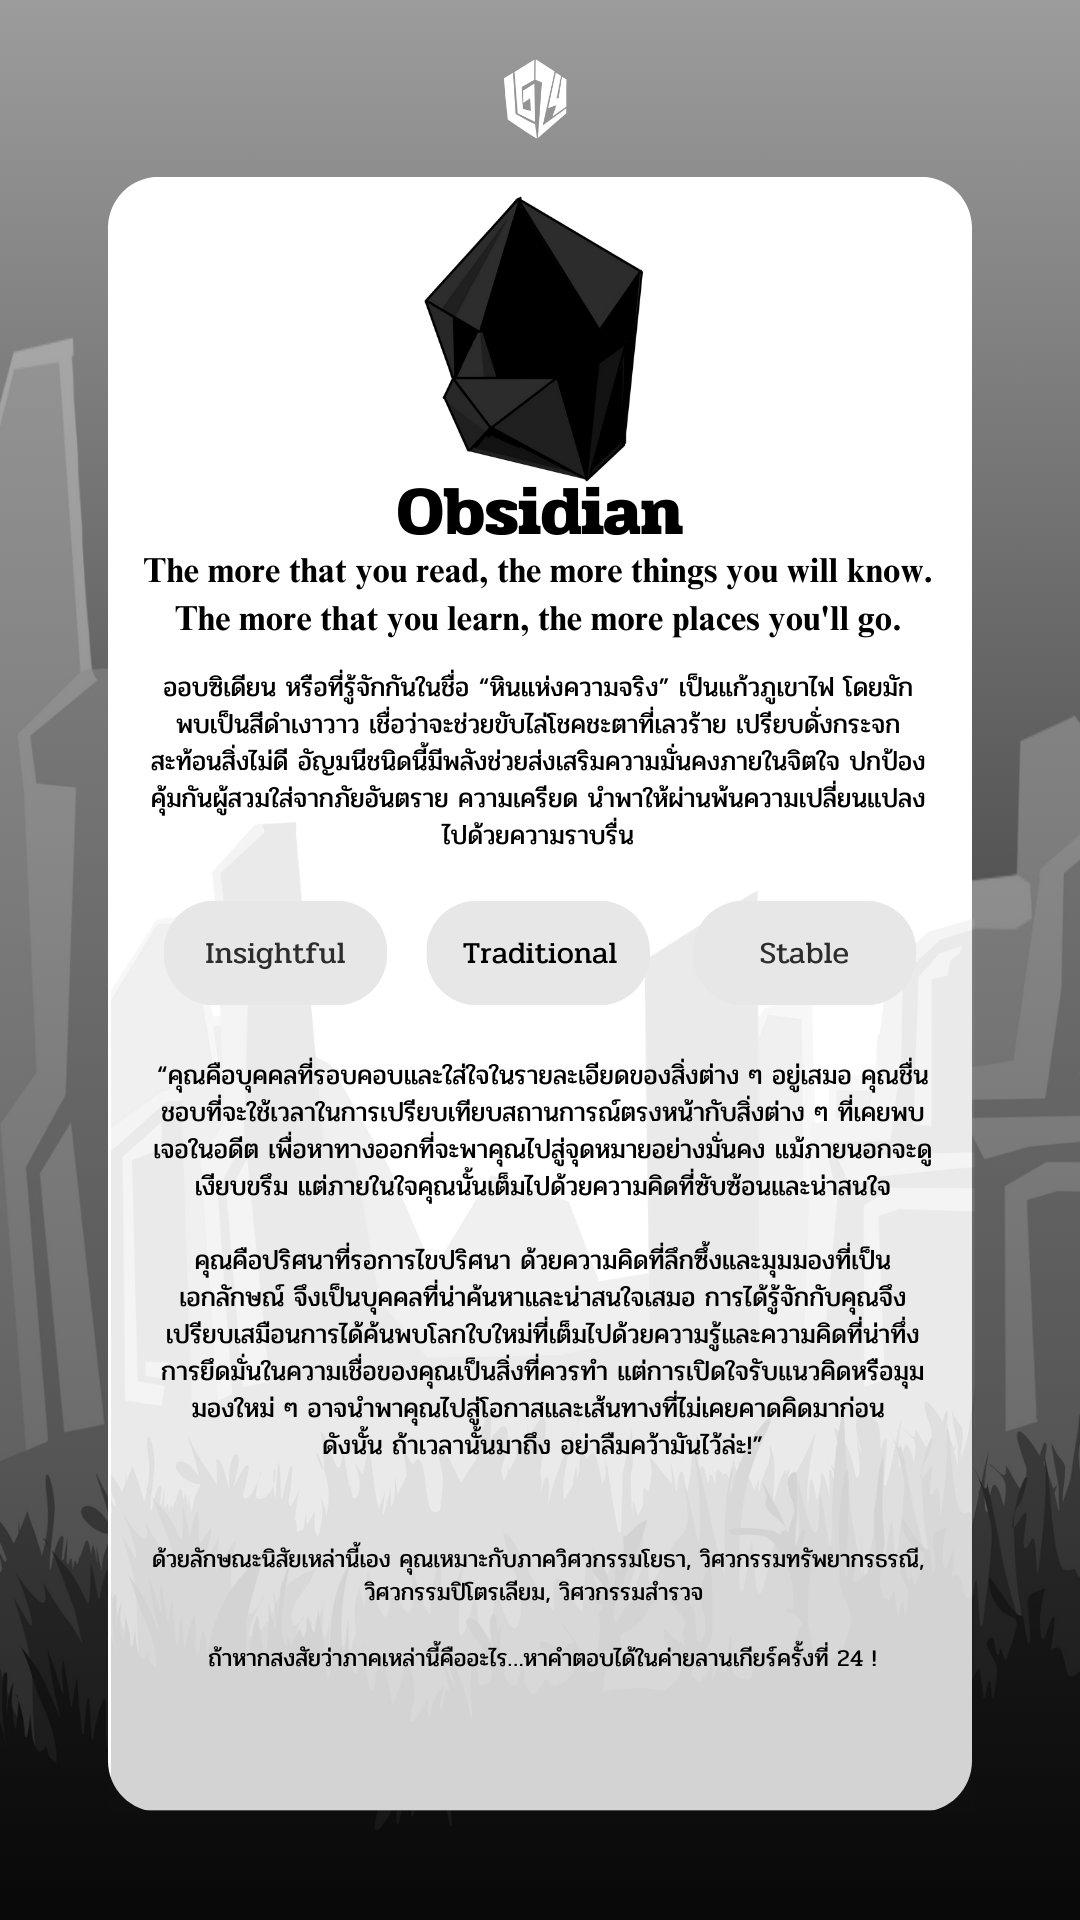 G24
Obsidian
The more that you read, the more things you will know.
The more that you learn, the more places you'll go.
ออบซิเดียน หรือที่รู้จักกันในชื่อ “หินแห่งความจริง” เป็นแก้วภูเขาไฟ โดยมัก
พบเป็นสีดำเงาวาว เชื่อว่าจะช่วยขับไล่โชคชะตาที่เลวร้าย เปรียบดั่งกระจก
สะท้อนสิ่งไม่ดี อัญมนีชนิดนี้มีพลังช่วยส่งเสริมความมั่นคงภายในจิตใจ ปกป้อง
คุ้มกันผู้สวมใส่จากภัยอันตราย ความเครียด นำพาให้ผ่านพ้นความเปลี่ยนแปลง
ไปด้วยความราบรื่น
Insightful Traditional Stable
“คุณคือบุคคลที่รอบคอบและใส่ใจในรายละเอียดของสิ่งต่าง ๆ อยู่เสมอ คุณชื่น
ชอบที่จะใช้เวลาในการเปรียบเทียบสถานการณ์ตรงหน้ากับสิ่งต่าง ๆ ที่เคยพบ
เจอในอดีต เพื่อหาทางออกที่จะพาคุณไปสู่จุดหมายอย่างมั่นคง แม้ภายนอกจะดู
เงียบขรึม แต่ภายในใจคุณนั้นเต็มไปด้วยความคิดที่ซับซ้อนและน่าสนใจ
คุณคือปริศนาที่รอการไขปริศนา ด้วยความคิดที่ลึกซึ้งและมุมมองที่เป็น
เอกลักษณ์ จึงเป็นบุคคลที่น่าค้นหาและน่าสนใจเสมอ การได้รู้จักกับคุณจึง
เปรียบเสมือนการได้ค้นพบโลกใบใหม่ที่เต็มไปด้วยความรู้และความคิดที่น่าทึ่ง
การยึดมั่นในความเชื่อของคุณเป็นสิ่งที่ควรทำ แต่การเปิดใจรับแนวคิดหรือมุม
มองใหม่ ๆ อาจนำพาคุณไปสู่โอกาสและเส้นทางที่ไม่เคยคาดคิดมาก่อน
ดังนั้น ถ้าเวลานั้นมาถึง อย่าลืมคว้ามันไว้ล่ะ!”
ด้วยลักษณะนิสัยเหล่านี้เอง คุณเหมาะกับภาควิศวกรรมโยธา, วิศวกรรมทรัพยากรธรณี,
วิศวกรรมปิโตรเลียม, วิศวกรรมสำรวจ
ถ้าหากสงสัยว่าภาคเหล่านี้คืออะไร...หาคำตอบได้ในค่ายลานเกียร์ครั้งที่ 24 !